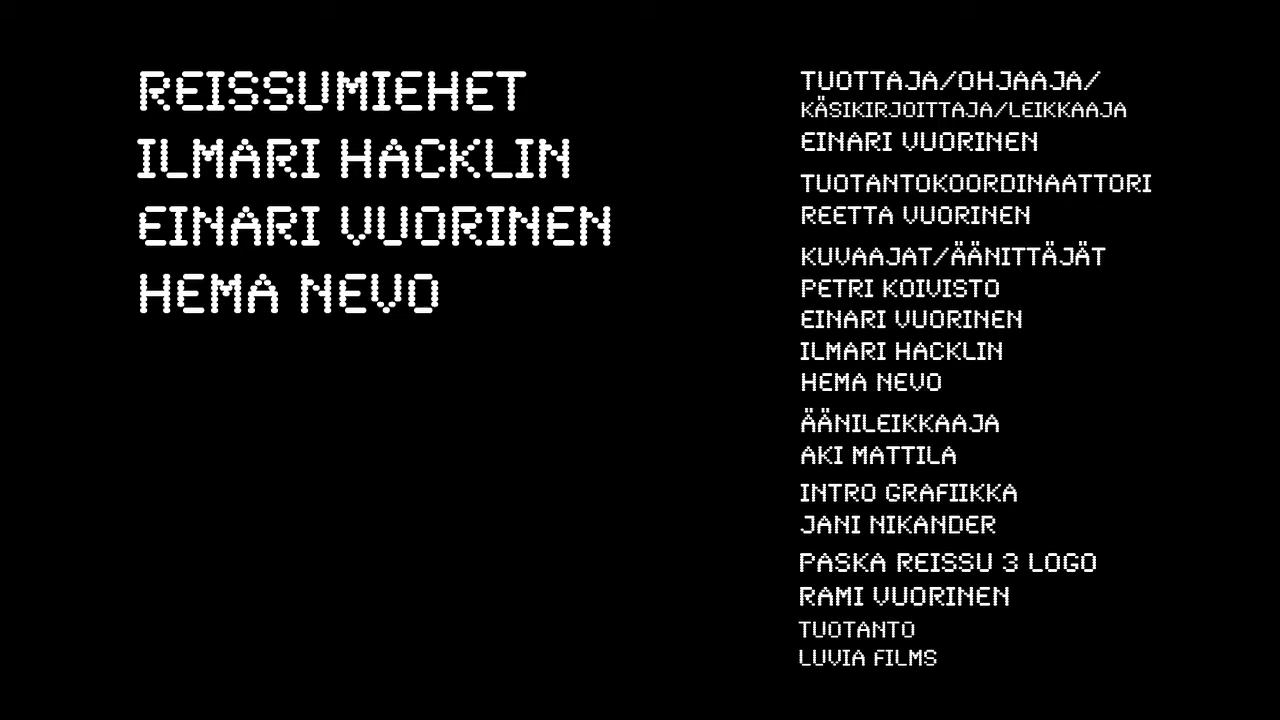 REISSUMIEHET
ILMARI HACKLIN
EINARI VUORINEN
HEMA NEVO
TUOTTAJA/OHJAAJA/
KÄSIKIRJOITTAJA/LEIKKAAJA
EINARI VUORINEN
TUOTANTOKOORDINAATTORI
REETTA VUORINEN
KUVAAJAT/ÄÄNITTÄJÄT
PETRI KOIVISTO
EINARI VUORINEN
ILMARI HACKLIN
HEMA NEVO
ÄÄNILEIKKAAJA
AKI MATTILA
INTRO GRAFIIKKA
JANI NIKANDER
PASKA REISSU 3 LOGO
RAMI VUORINEN
TUOTANTO
LUVIA FILMS